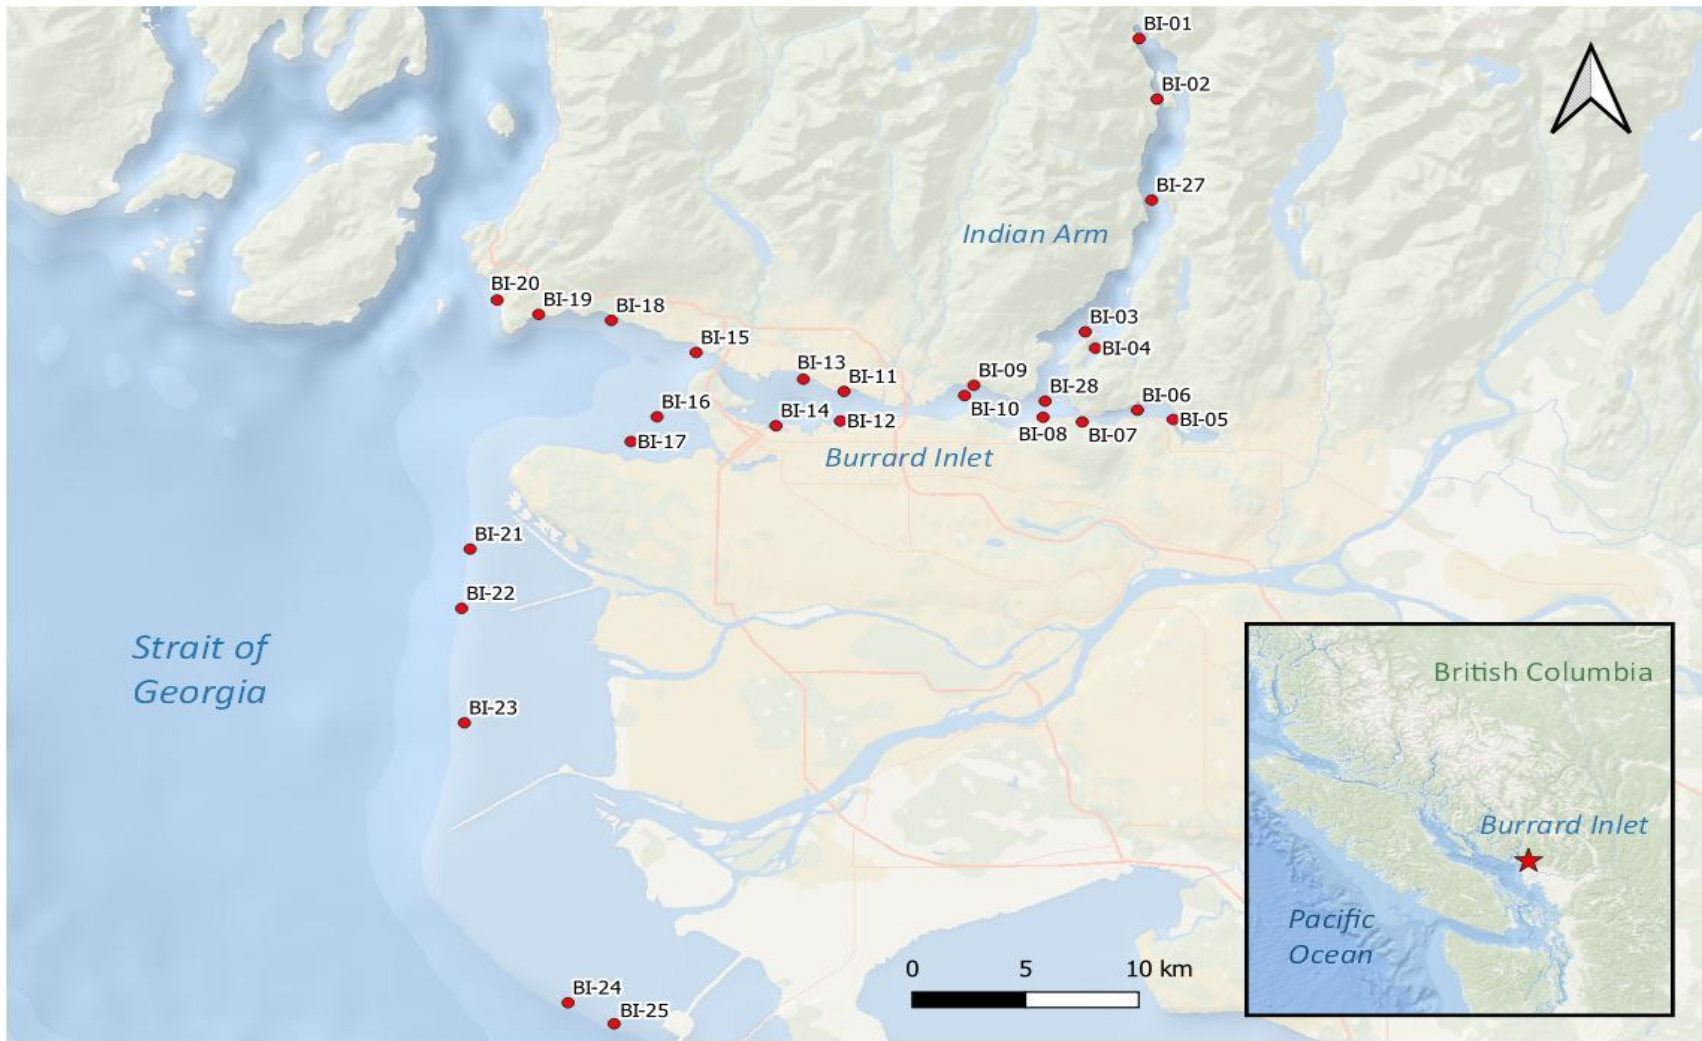 BI-01
BI-02
BI-27
Indian Arm
BI-20
BI-19
BI-18
BI-03
BI-15
BI-04
BI-13
BI-11
BI-09
BI-28
BI-06
BI-16
BI-14
BI-12
BI-10
BI-05
BI-17
BI-08
BI-07
Burrard Inlet
BI-21
BI-22
Strait of
Georgia
British Columbia
BI-23
Burrard Inlet
Pacific
Ocean
0 5 10 km
BI-24
BI-25